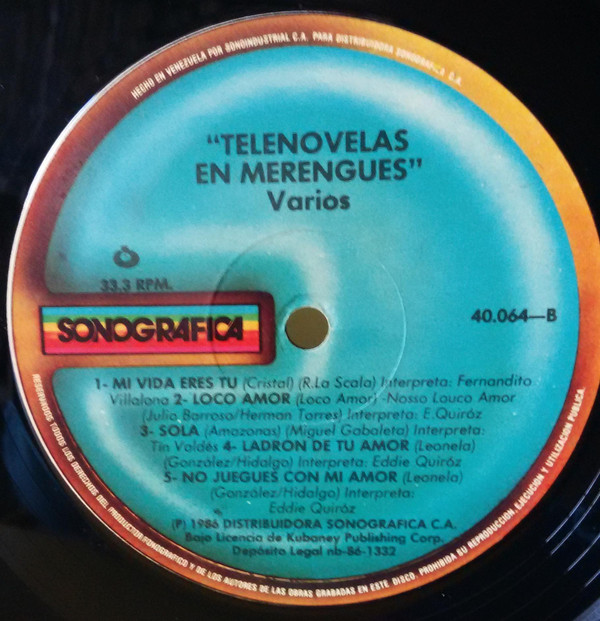 HECHO EN VENEZUELA POR SONOINDUSTRIAL C.A. PARA DISTRIBUIDORA SONOGRAFICA C.A.
"TELENOVELAS
EN MERENGUES"
Varios
33.3 RPM.
SONOGRAFICA
40.064—B
1- MI VIDA ERES TU (Cristal) (R.La Scala) Interpreta: Fernandito
Villalona 2- LOCO AMOR (Loco Amor) -Nosso Louco Amor
(Julio Barroso/Herman Torres) Interpreta: E.Quiróz
3- SOLA (Amazonas) (Miguel Gabaleta) Interpreta:
Tin Valdés 4- LADRON DE TU AMOR (Leonela)
(González/Hidalgo) Interpreta: Eddie Quiróz
5- NO JUEGUES CON MI AMOR (Leonela)
(González/Hidalgo) Interpreta:
Eddie Quiróz
(P) 1986 DISTRIBUIDORA SONOGRAFICA C.A.
Bajo Licencia de Kubaney Publishing Corp.
Depósito Legal nb-86-1332
RESERVADOS TODOS LOS DERECHOS DEL PRODUCTOR FONOGRAFICO Y DE LOS AUTORES DE LAS OBRAS GRABADAS EN ESTE DISCO. PROHIBIDA SU REPRODUCCION, EJECUCION Y UTILIZACION PUBLICA.